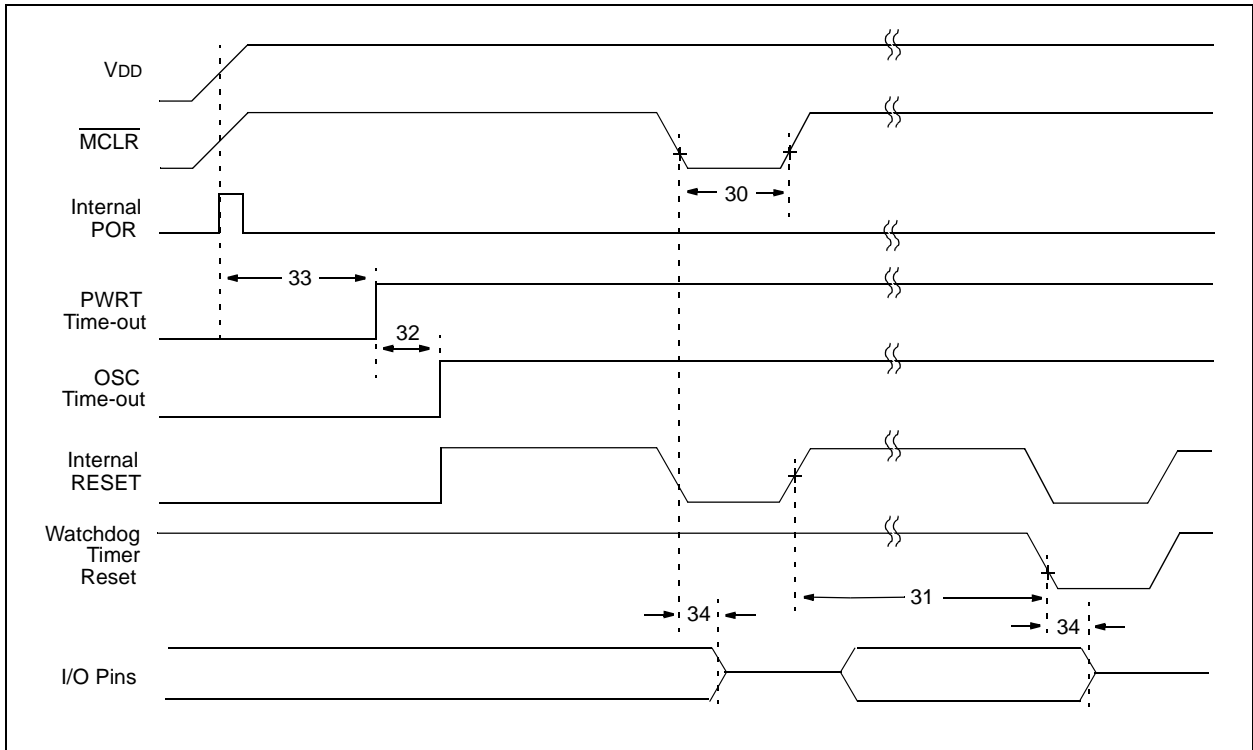 VDD
MCLR
30
Internal
POR
33
PWRT
Time-out
32
OSC
Time-out
Internal
RESET
Watchdog
Timer
Reset
31
34
34
I/O Pins